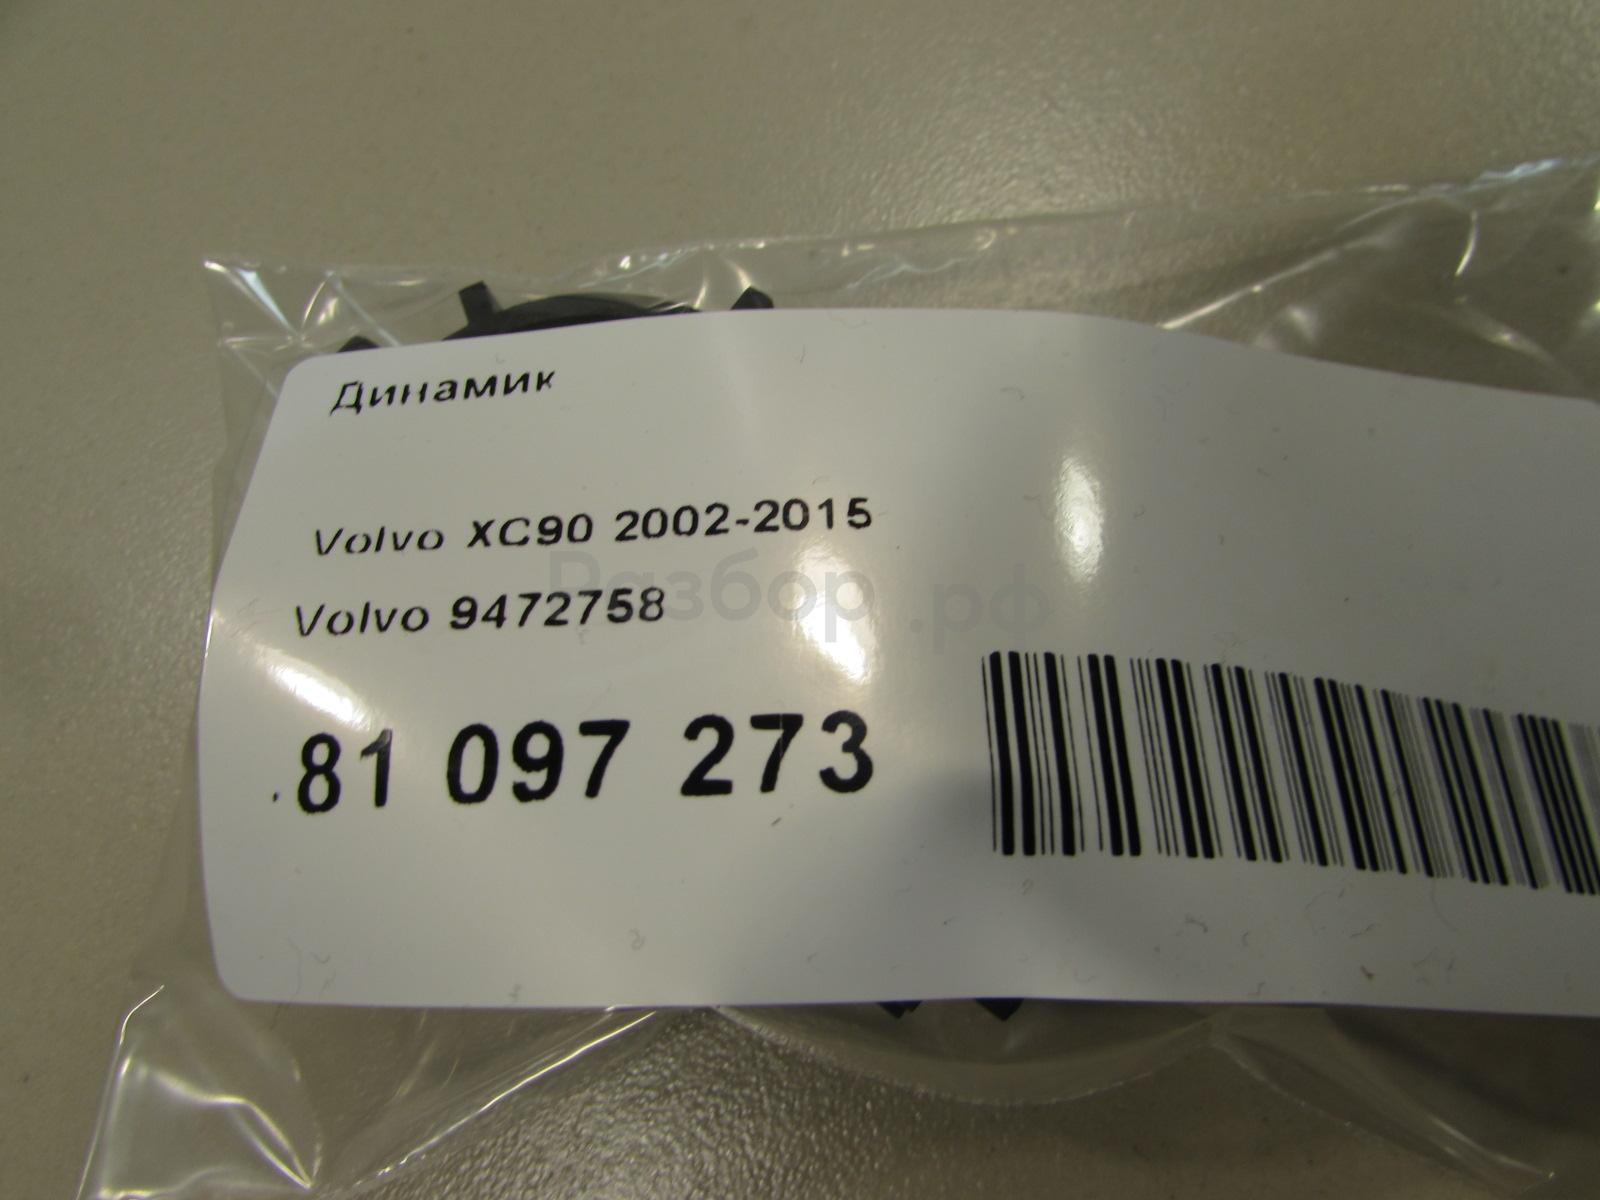 Динамик
Volvo XC90 2002-2015
Volvo 9472758
Разбор.рф
81 097 273